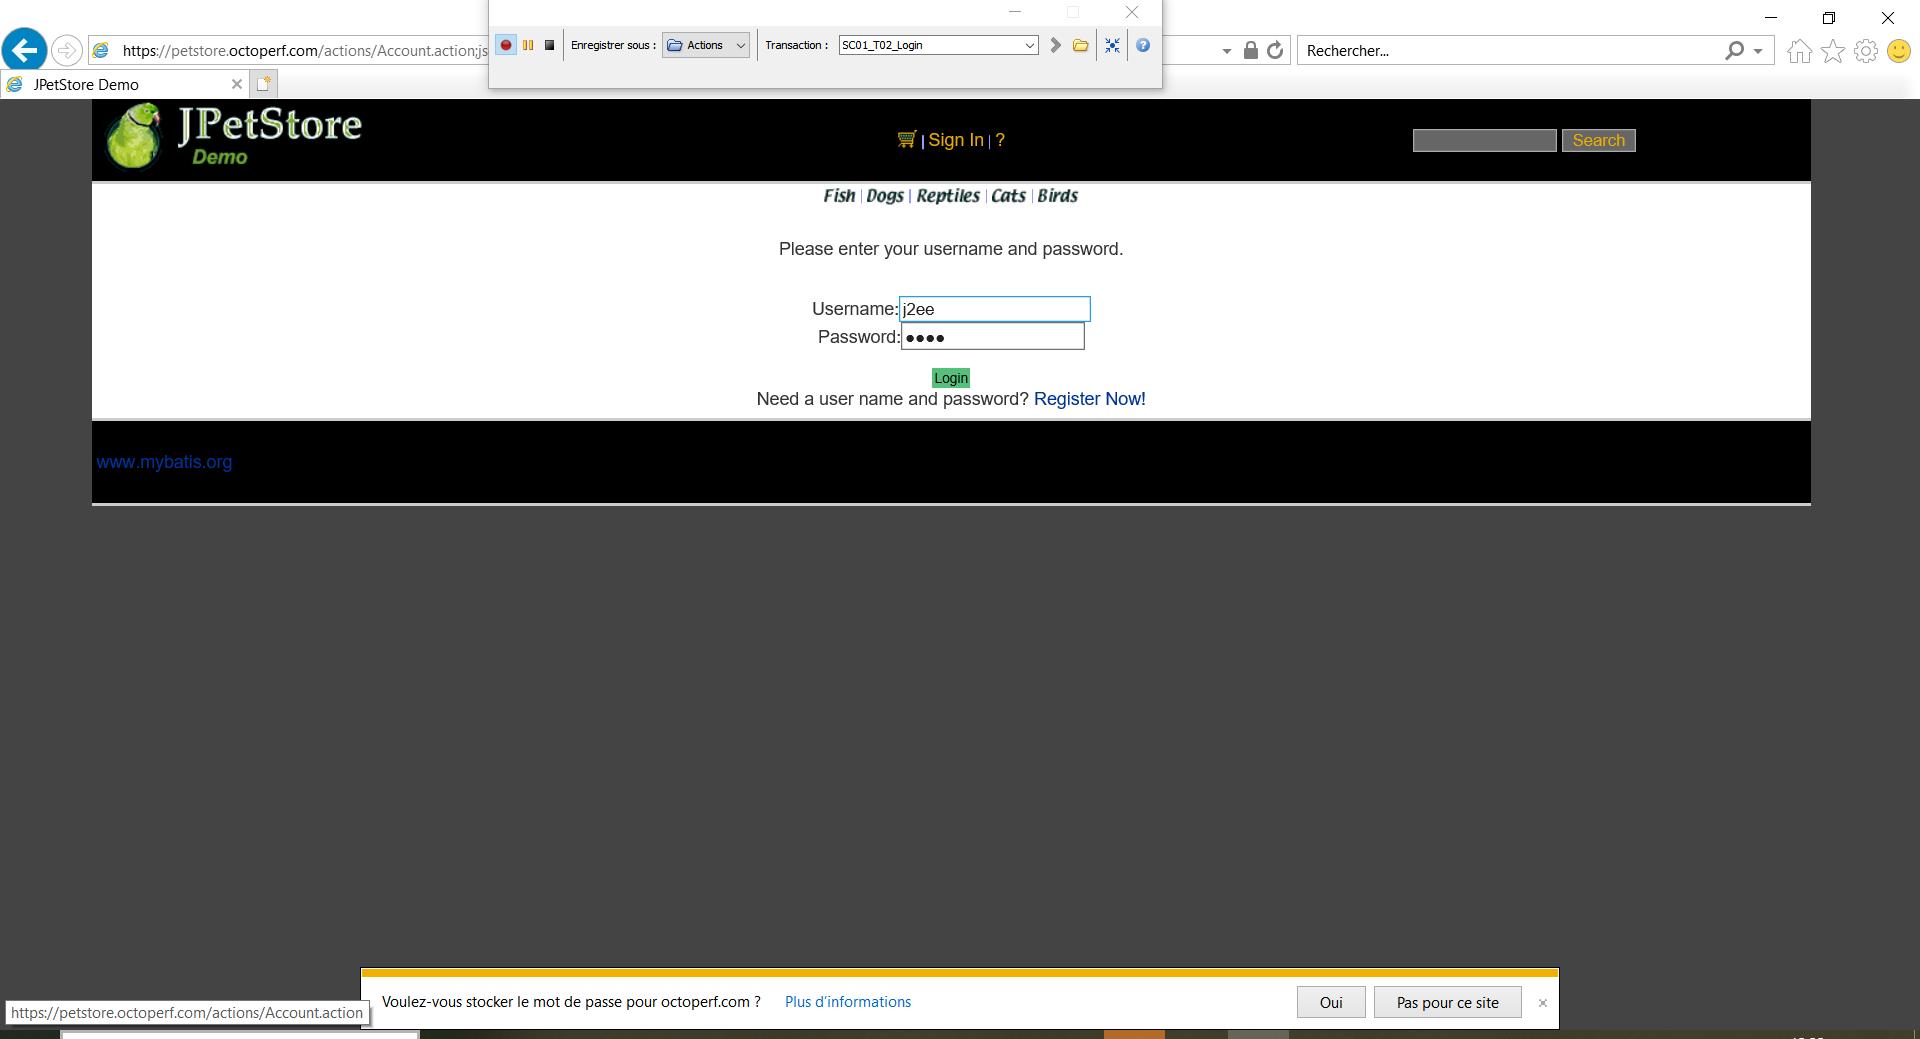 Enregistrer sous : Actions Transaction : SC01_T02_Login
https://petstore.octoperf.com/actions/Account.action;js
Rechercher...
JPetStore Demo
JPetStore
Demo
| Sign In | ?
Search
Fish | Dogs | Reptiles | Cats | Birds
Please enter your username and password.
Username: j2ee
Password: ••••
Login
Need a user name and password? Register Now!
www.mybatis.org
Voulez-vous stocker le mot de passe pour octoperf.com ? Plus d'informations Oui Pas pour ce site
https://petstore.octoperf.com/actions/Account.action